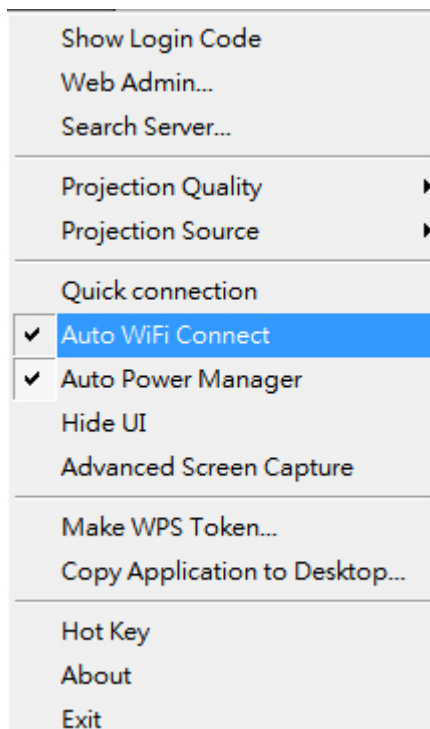 Show Login Code
Web Admin...
Search Server...
Projection Quality
Projection Source
Quick connection
Auto WiFi Connect
Auto Power Manager
Hide UI
Advanced Screen Capture
Make WPS Token...
Copy Application to Desktop...
Hot Key
About
Exit